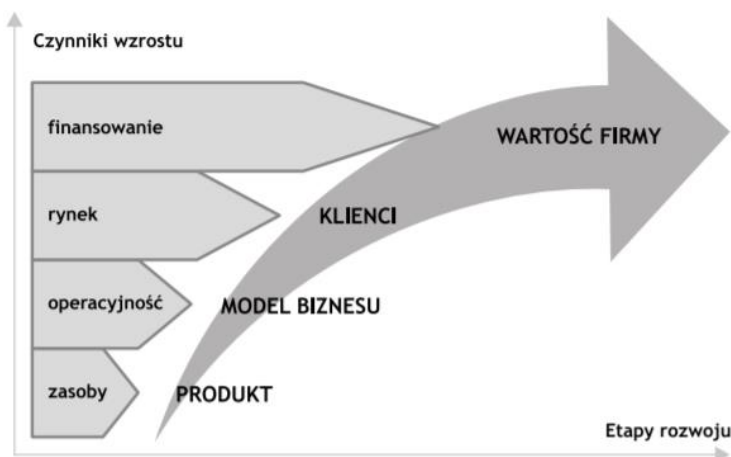 Czynniki wzrostu
finansowanie
WARTOŚĆ FIRMY
rynek
KLIENCI
operacyjność
MODEL BIZNESU
zasoby
PRODUKT
Etapy rozwoju